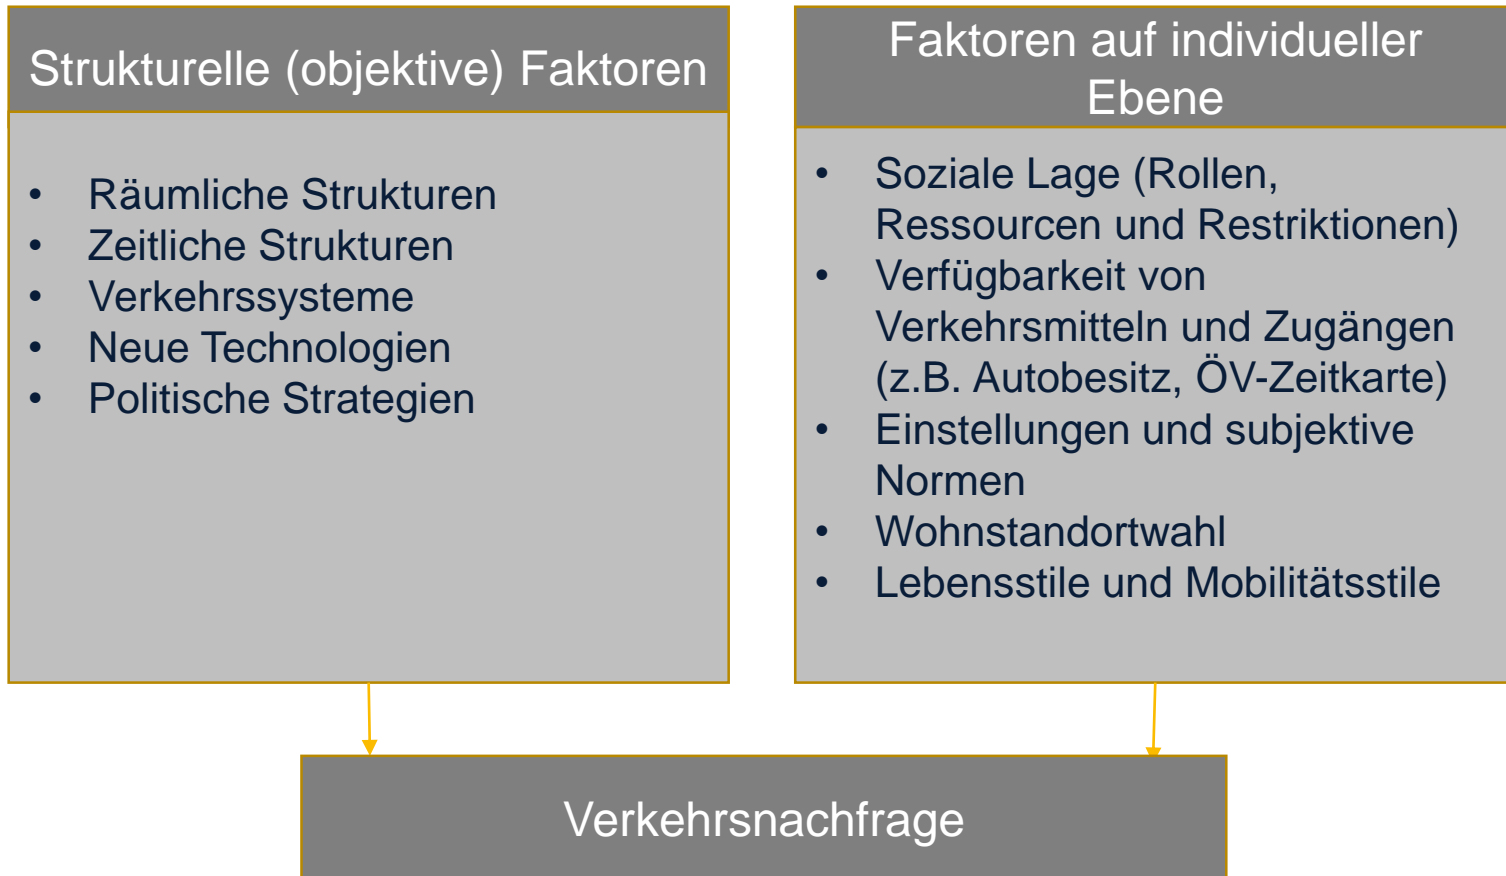 Strukturelle (objektive) Faktoren
• Räumliche Strukturen
• Zeitliche Strukturen
• Verkehrssysteme
• Neue Technologien
• Politische Strategien
Faktoren auf individueller
Ebene
• Soziale Lage (Rollen,
Ressourcen und Restriktionen)
• Verfügbarkeit von
Verkehrsmitteln und Zugängen
(z.B. Autobesitz, ÖV-Zeitkarte)
• Einstellungen und subjektive
Normen
• Wohnstandortwahl
• Lebensstile und Mobilitätsstile
Verkehrsnachfrage